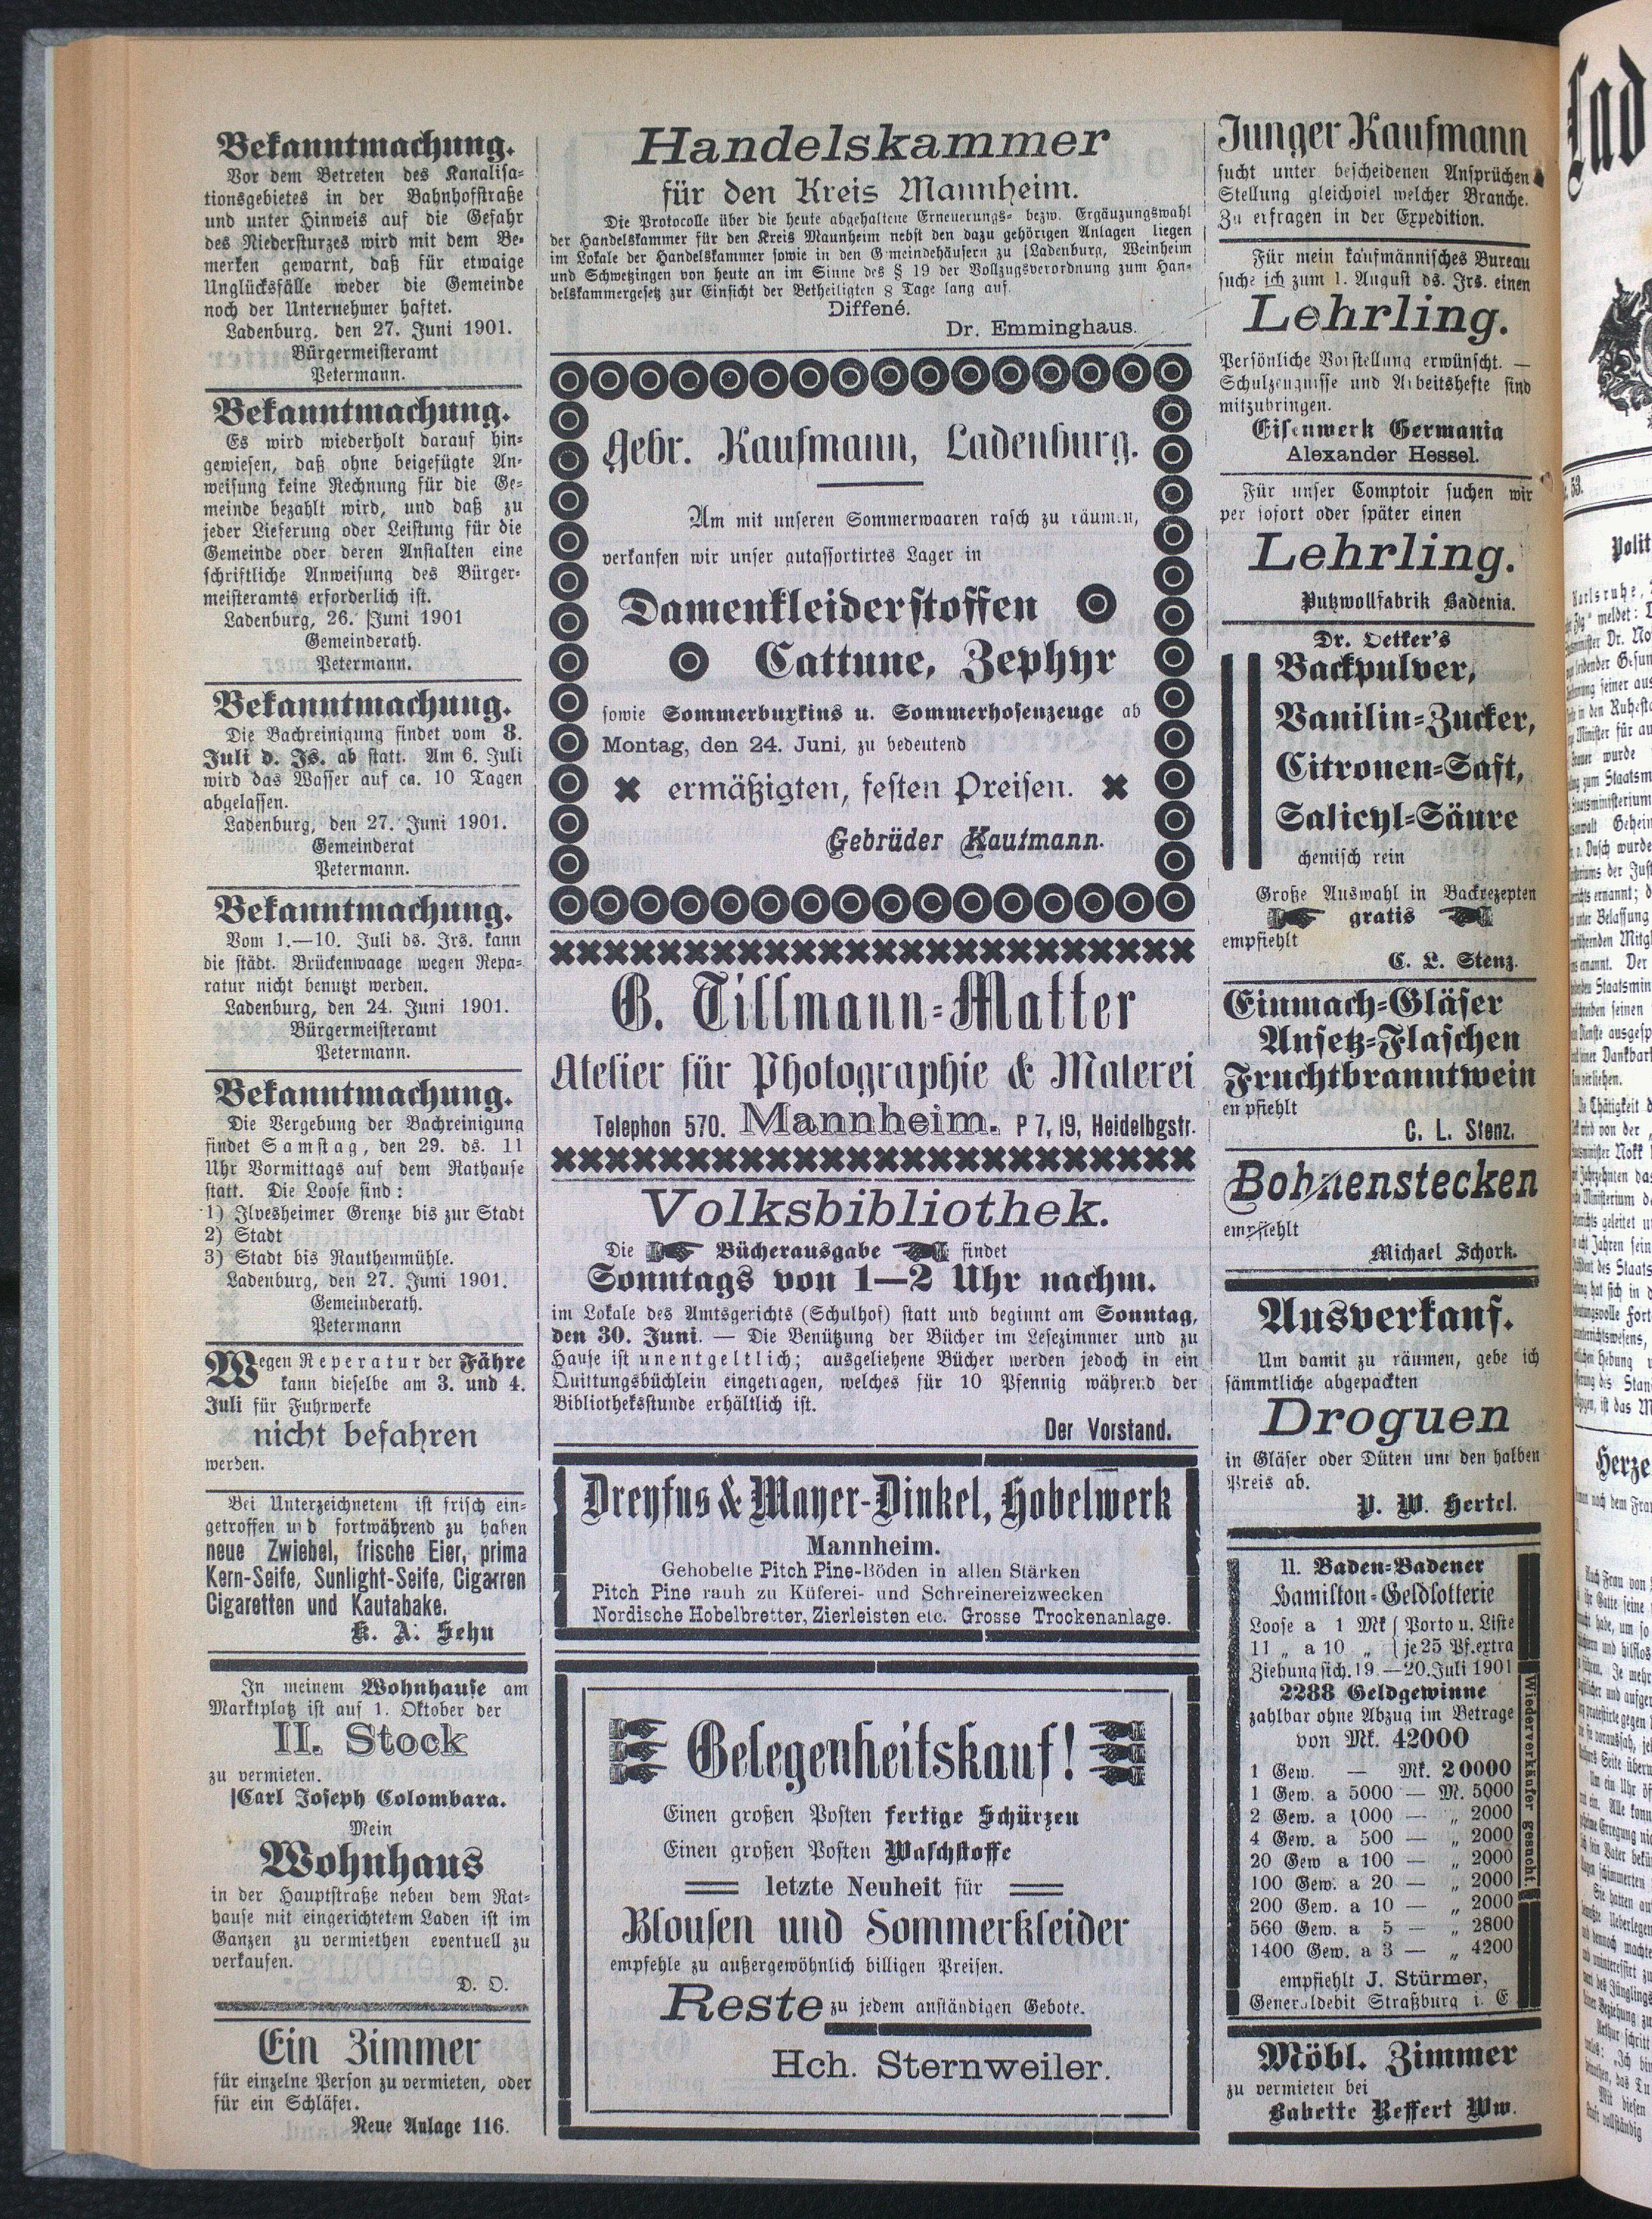 Bekanntmachung.
Vor dem Betreten des Kanalisa-
tionsgebietes in der Bahnhofstraße
und unter Hinweis auf die Gefahr
des Niedersturzes wird mit dem Be-
merken gewarnt, daß für etwaige
Unglücksfälle weder die Gemeinde
noch der Unternehmer haftet.
Ladenburg, den 27. Juni 1901.
Bürgermeisteramt
Petermann.
Bekanntmachung.
Es wird wiederholt darauf hin-
gewiesen, daß ohne beigefügte An-
weisung keine Rechnung für die Ge-
meinde bezahlt wird, und daß zu
jeder Lieferung oder Leistung für die
Gemeinde oder deren Anstalten eine
schriftliche Anweisung des Bürger-
meisteramts erforderlich ist.
Ladenburg, 26. Juni 1901
Gemeinderath.
Petermann.
Bekanntmachung.
Die Bachreinigung findet vom 8.
Juli d. Js. ab statt. Am 6. Juli
wird das Wasser auf ca. 10 Tagen
abgelassen.
Ladenburg, den 27. Juni 1901.
Gemeinderat
Petermann.
Bekanntmachung.
Vom 1.—10. Juli ds. Jrs. kann
die städt. Brückenwaage wegen Repa-
ratur nicht benutzt werden.
Ladenburg, den 24. Juni 1901.
Bürgermeisteramt
Petermann.
Bekanntmachung.
Die Vergebung der Bachreinigung
findet Samstag, den 29. ds. 11
Uhr Vormittags auf dem Rathause
statt. Die Loose sind:
1) Ilvesheimer Grenze bis zur Stadt
2) Stadt
3) Stadt bis Rauthenmühle.
Ladenburg, den 27. Juni 1901.
Gemeinderath.
Petermann
Wegen Reperatur der Fähre
kann dieselbe am 3. und 4.
Juli für Fuhrwerke
nicht befahren
werden.
Bei Unterzeichnetem ist frisch ein-
getroffen und fortwährend zu haben
neue Zwiebel, frische Eier, prima
Kern-Seife, Sunlight-Seife, Cigarren
Cigaretten und Kautabake.
K. A. Sehn
In meinem Wohnhause am
Marktplatz ist auf 1. Oktober der
II. Stock
zu vermieten.
Carl Joseph Colombara.
Mein
Wohnhaus
in der Hauptstraße neben dem Rat-
hause mit eingerichtetem Laden ist im
Ganzen zu vermiethen eventuell zu
verkaufen.
D. O.
Ein Zimmer
für einzelne Person zu vermieten, oder
für ein Schläfer.
Neue Anlage 116.
Handelskammer
für den Kreis Mannheim.
Die Protocolle über die heute abgehaltene Erneuerungs- bezw. Ergänzungswahl
der Handelskammer für den Kreis Mannheim nebst den dazu gehörigen Anlagen liegen
im Lokale der Handelskammer sowie in den Gemeindehäusern zu Ladenburg, Weinheim
und Schwetzingen von heute an im Sinne des § 19 der Vollzugsverordnung zum Han-
delskammergesetz zur Einsicht der Betheiligten 8 Tage lang auf.
Diffené.
Dr. Emminghaus.
Gebr. Kaufmann, Ladenburg.
Um mit unseren Sommerwaaren rasch zu räumen,
verkaufen wir unser gutassortirtes Lager in
Damenkleiderstoffen
Cattune, Zephyr
sowie Sommerburkins u. Sommerhosenzeuge ab
Montag, den 24. Juni, zu bedeutend
ermäßigten, festen Preisen.
Gebrüder Kaufmann.
G. Tillmann-Matter
Atelier für Photographie & Malerei
Telephon 570. Mannheim. P 7, 19, Heidelbgstr.
Volksbibliothek.
Die Bücherausgabe findet
Sonntags von 1—2 Uhr nachm.
im Lokale des Amtsgerichts (Schulhof) statt und beginnt am Sonntag,
den 30. Juni. — Die Benützung der Bücher im Lesezimmer und zu
Hause ist unentgeltlich; ausgeliehene Bücher werden jedoch in ein
Quittungsbüchlein eingetragen, welches für 10 Pfennig während der
Bibliotheksstunde erhältlich ist.
Der Vorstand.
Dreyfus & Mayer-Dinkel, Hobelwerk
Mannheim.
Gehobelte Pitch Pine-Böden in allen Stärken
Pitch Pine rauh zu Küferei- und Schreinereizwecken
Nordische Hobelbretter, Zierleisten etc. Grosse Trockenanlage.
Gelegenheitskauf!
Einen großen Posten fertige Schürzen
Einen großen Posten Waschstoffe
letzte Neuheit für
Blousen und Sommerkleider
empfehle zu außergewöhnlich billigen Preisen.
Reste zu jedem anständigen Gebote.
Hch. Sternweiler.
Junger Kaufmann
sucht unter bescheidenen Ansprüchen
Stellung gleichviel welcher Branche.
Zu erfragen in der Expedition.
Für mein kaufmännisches Bureau
suche ich zum 1. August ds. Jrs. einen
Lehrling.
Persönliche Vorstellung erwünscht. —
Schulzeugnisse und Arbeitshefte sind
mitzubringen.
Eisenwerk Germania
Alexander Hessel.
Für unser Comptoir suchen wir
per sofort oder später einen
Lehrling.
Putzwollfabrik Badenia.
Dr. Oetker's
Backpulver,
Vanilin-Zucker,
Citronen-Saft,
Salicyl-Säure
chemisch rein
Große Auswahl in Backrezepten
gratis
empfiehlt
C. L. Stenz.
Einmach-Gläser
Ansetz-Flaschen
Fruchtbranntwein
empfiehlt
C. L. Stenz.
Bohnenstecken
empfiehlt
Michael Schork.
Ausverkauf.
Um damit zu räumen, gebe ich
sämmtliche abgepackten
Droguen
in Gläser oder Düten um den halben
Preis ab.
P. W. Hertel.
11. Baden-Badener
Hamilton-Geldlotterie
Loose a 1 Mk Porto u. Liste
11 „ a 10 „ je 25 Pf. extra
Ziehung sich. 19.—20. Juli 1901
2288 Geldgewinne
zahlbar ohne Abzug im Betrage
von Mk. 42000
1 Gew. — Mk. 20000
1 Gew. a 5000 — M. 5000
2 Gew. a 1000 — „ 2000
4 Gew. a 500 — „ 2000
20 Gew a 100 — „ 2000
100 Gew. a 20 — „ 2000
200 Gew. a 10 — „ 2000
560 Gew. a 5 — „ 2800
1400 Gew. a 3 — „ 4200
empfiehlt J. Stürmer,
Generaldebit Straßburg i. E
Wiederverkäufer gesucht.
Möbl. Zimmer
zu vermieten bei
Babette Reffert Ww.
Lad